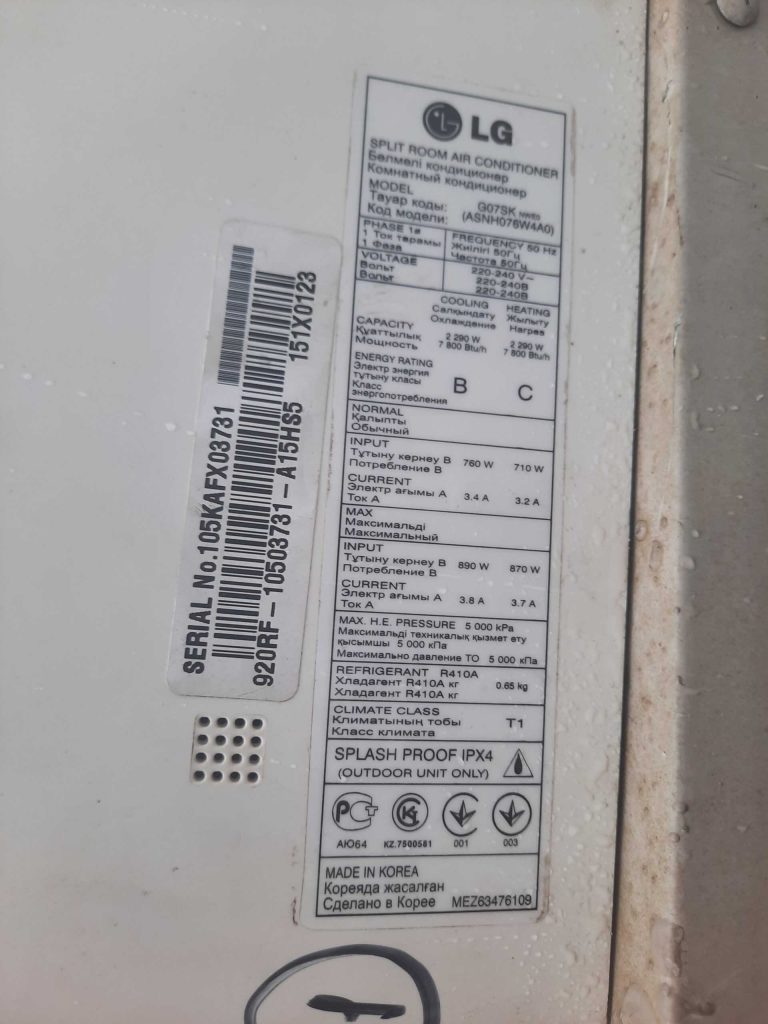 LG
SPLIT ROOM AIR CONDITIONER
Бөлмелі кондиционер
Комнатный кондиционер
MODEL
Тауар коды: G07SK NWE0
Код модели: (ASNH076W4A0)
PHASE 1ø FREQUENCY 50 Hz
1 Ток тарамы Жиілігі 50Гц
1 Фаза Частота 50Гц
VOLTAGE 220-240 V~
Вольт 220-240В
Вольт 220-240В
COOLING HEATING
Салқындату Жылыту
Охлаждение Нагрев
CAPACITY
Қуаттылық 2 290 W 2 290 W
Мощность 7 800 Btu/h 7 800 Btu/h
ENERGY RATING
Электр энергия
тұтыну класы B C
Класс
энергопотребления
NORMAL
Қалыпты
Обычный
INPUT
Тұтыну кернеу В 760 W 710 W
Потребление В
CURRENT
Электр ағымы А 3.4 A 3.2 A
Ток А
MAX
Максимальді
Максимальный
INPUT
Тұтыну кернеу В 890 W 870 W
Потребление В
CURRENT
Электр ағымы А 3.8 A 3.7 A
Ток А
MAX. H.E. PRESSURE 5 000 kPa
Максимальді техникалық қызмет ету
қысымшы 5 000 кПа
Максимально давление ТО 5 000 кПа
REFRIGERANT R410A
Хладагент R410A кг 0.65 kg
Хладагент R410A кг
CLIMATE CLASS
Климатының тобы T1
Класс климата
SPLASH PROOF IPX4
(OUTDOOR UNIT ONLY)
АЮ64 KZ.7500581 001 003
MADE IN KOREA
Кореяда жасалған
Сделано в Корее MEZ63476109
SERIAL No.105KAFX03731
920RF-10503731-A15HS5
151X0123
1